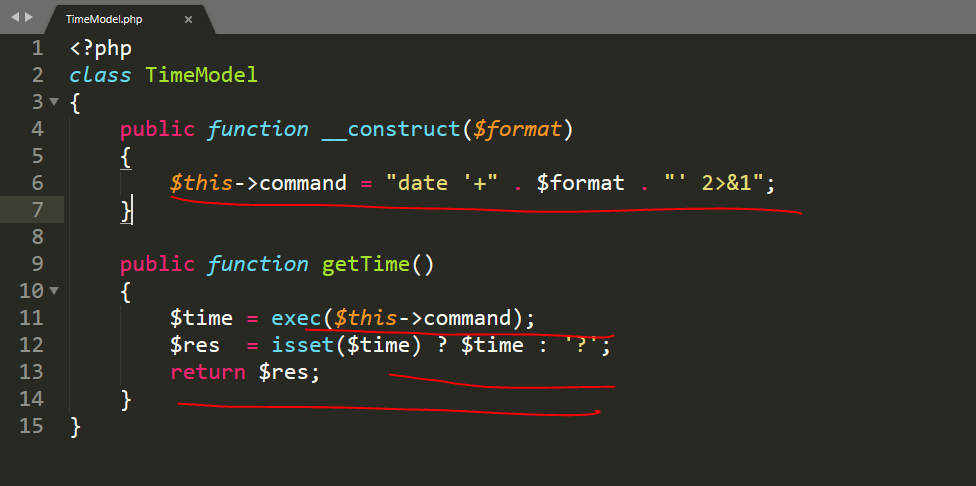 TimeModel.php ×
1 <?php
2 class TimeModel
3 {
4     public function __construct($format)
5     {
6         $this->command = "date '+" . $format . "' 2>&1";
7     }
8
9     public function getTime()
10     {
11         $time = exec($this->command);
12         $res  = isset($time) ? $time : '?';
13         return $res;
14     }
15 }